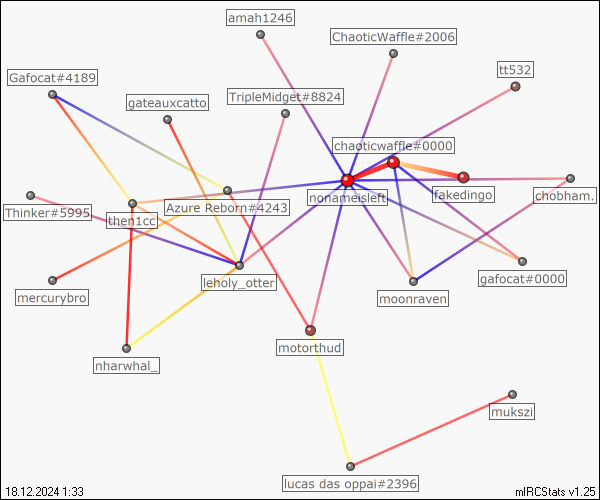 amah1246
ChaoticWaffle#2006
Gafocat#4189
tt532
gateauxcatto
TripleMidget#8824
chaoticwaffle#0000
nonameisleft
fakedingo
chobham.
Thinker#5995
then1cc
Azure Reborn#4243
mercurybro
leholy_otter
moonraven
gafocat#0000
nharwhal_
motorthud
mukszi
lucas das oppai#2396
18.12.2024 1:33
mIRCStats v1.25